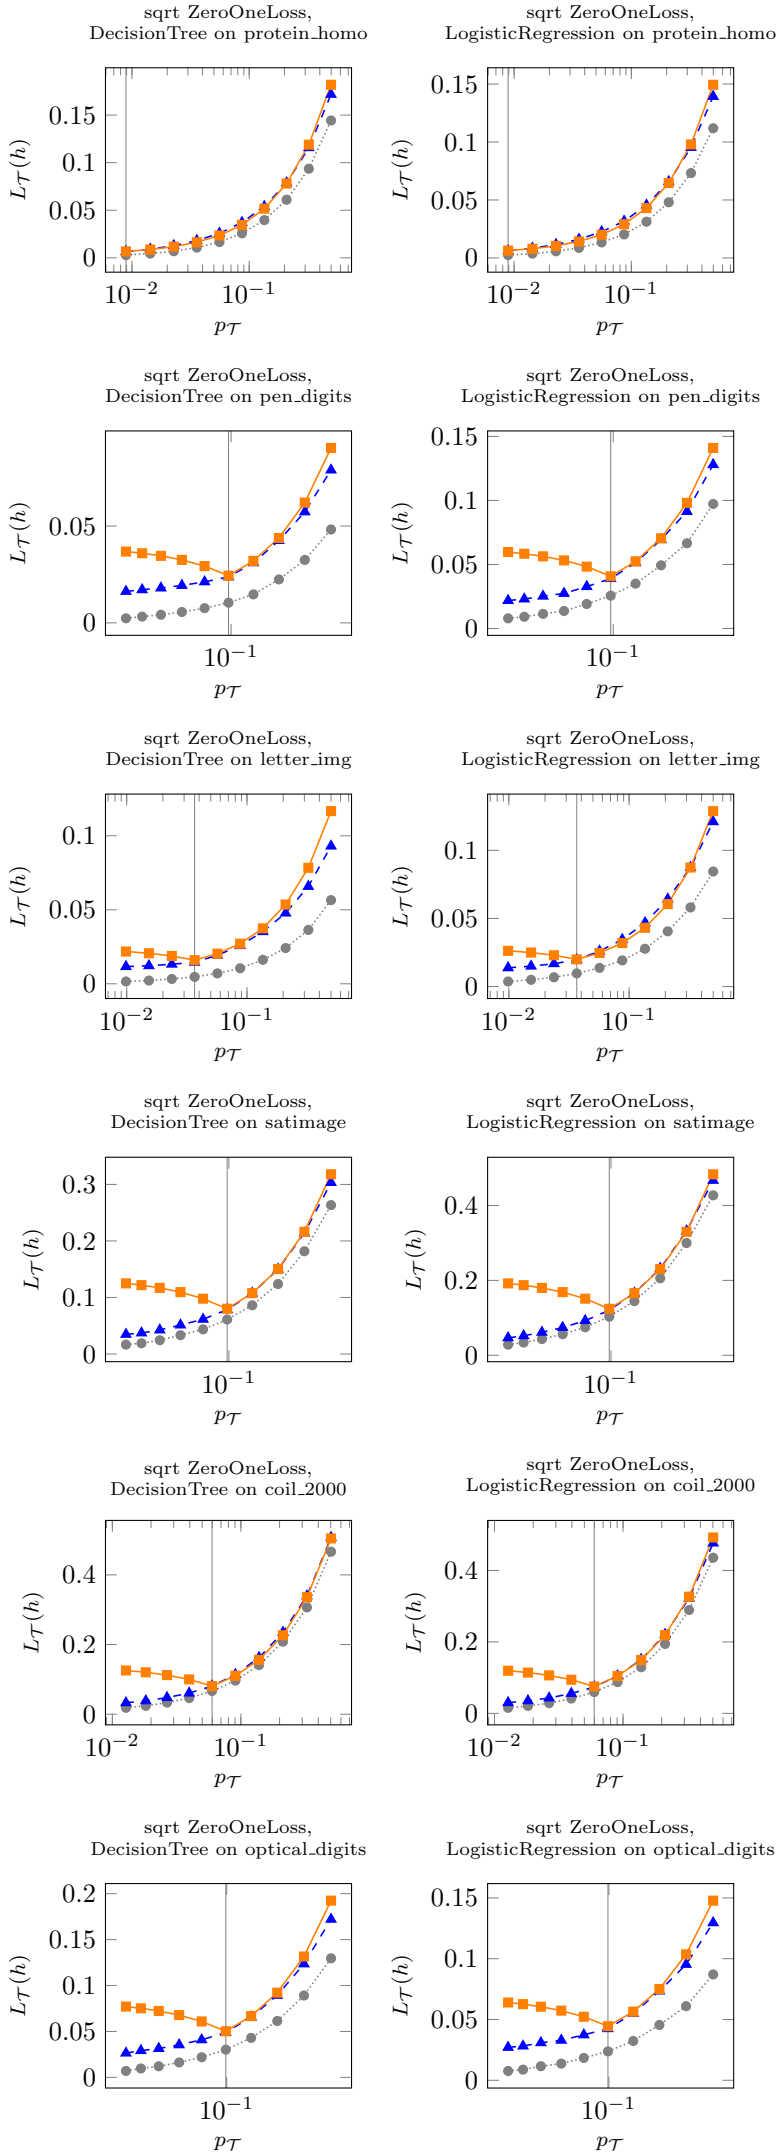 sqrt ZeroOneLoss,
DecisionTree on protein_homo
sqrt ZeroOneLoss,
LogisticRegression on protein_homo
0.15
0.1
0.05
0
10⁻²
10⁻¹
L_𝒯(h)
p_𝒯
0.15
0.1
0.05
0
10⁻²
10⁻¹
L_𝒯(h)
p_𝒯
sqrt ZeroOneLoss,
DecisionTree on pen_digits
sqrt ZeroOneLoss,
LogisticRegression on pen_digits
0.05
0
10⁻¹
L_𝒯(h)
p_𝒯
0.15
0.1
0.05
0
10⁻¹
L_𝒯(h)
p_𝒯
sqrt ZeroOneLoss,
DecisionTree on letter_img
sqrt ZeroOneLoss,
LogisticRegression on letter_img
0.1
0.05
0
10⁻²
10⁻¹
L_𝒯(h)
p_𝒯
0.1
0.05
0
10⁻²
10⁻¹
L_𝒯(h)
p_𝒯
sqrt ZeroOneLoss,
DecisionTree on satimage
sqrt ZeroOneLoss,
LogisticRegression on satimage
0.3
0.2
0.1
0
10⁻¹
L_𝒯(h)
p_𝒯
0.4
0.2
0
10⁻¹
L_𝒯(h)
p_𝒯
sqrt ZeroOneLoss,
DecisionTree on coil_2000
sqrt ZeroOneLoss,
LogisticRegression on coil_2000
0.4
0.2
0
10⁻²
10⁻¹
L_𝒯(h)
p_𝒯
0.4
0.2
0
10⁻²
10⁻¹
L_𝒯(h)
p_𝒯
sqrt ZeroOneLoss,
DecisionTree on optical_digits
sqrt ZeroOneLoss,
LogisticRegression on optical_digits
0.2
0.15
0.1
0.05
0
10⁻¹
L_𝒯(h)
p_𝒯
0.15
0.1
0.05
0
10⁻¹
L_𝒯(h)
p_𝒯